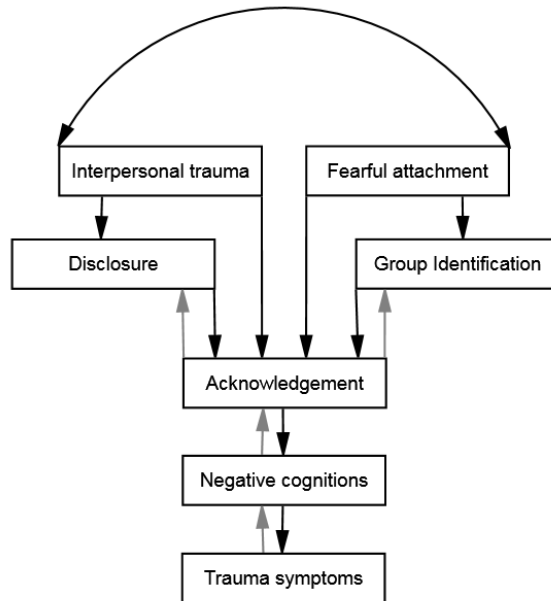 Interpersonal trauma
Fearful attachment
Disclosure
Group Identification
Acknowledgement
Negative cognitions
Trauma symptoms